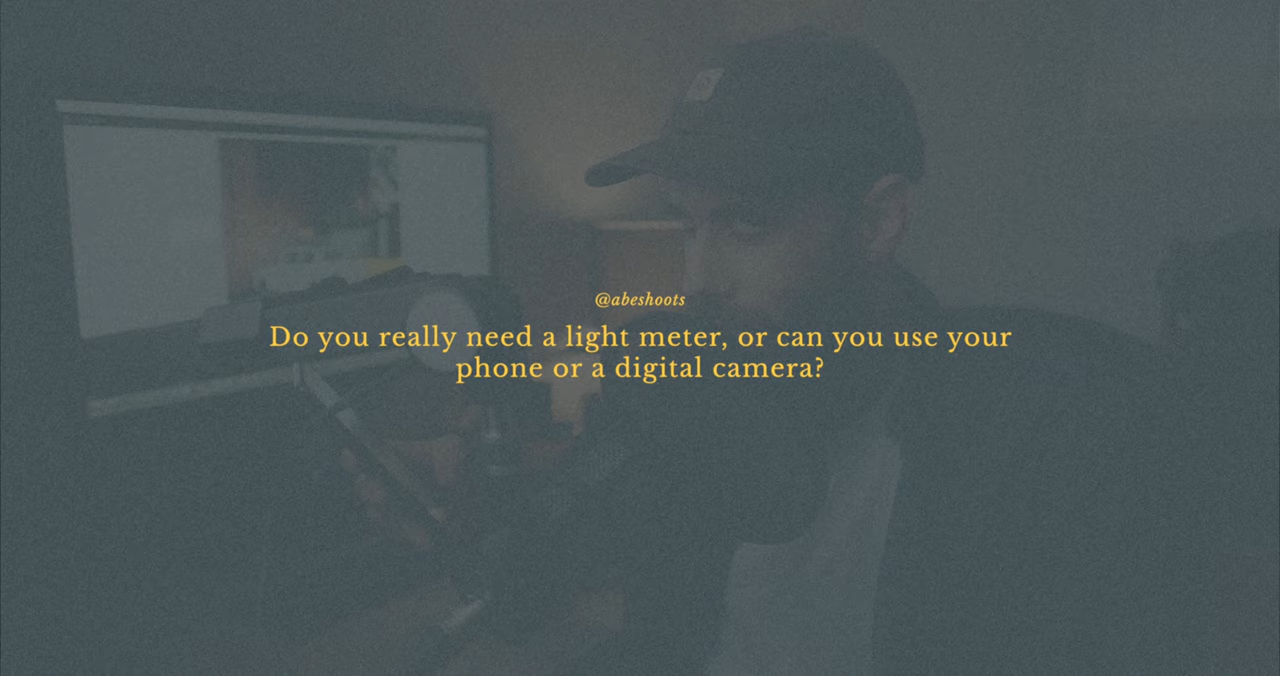 @abeshoots
Do you really need a light meter, or can you use your
phone or a digital camera?